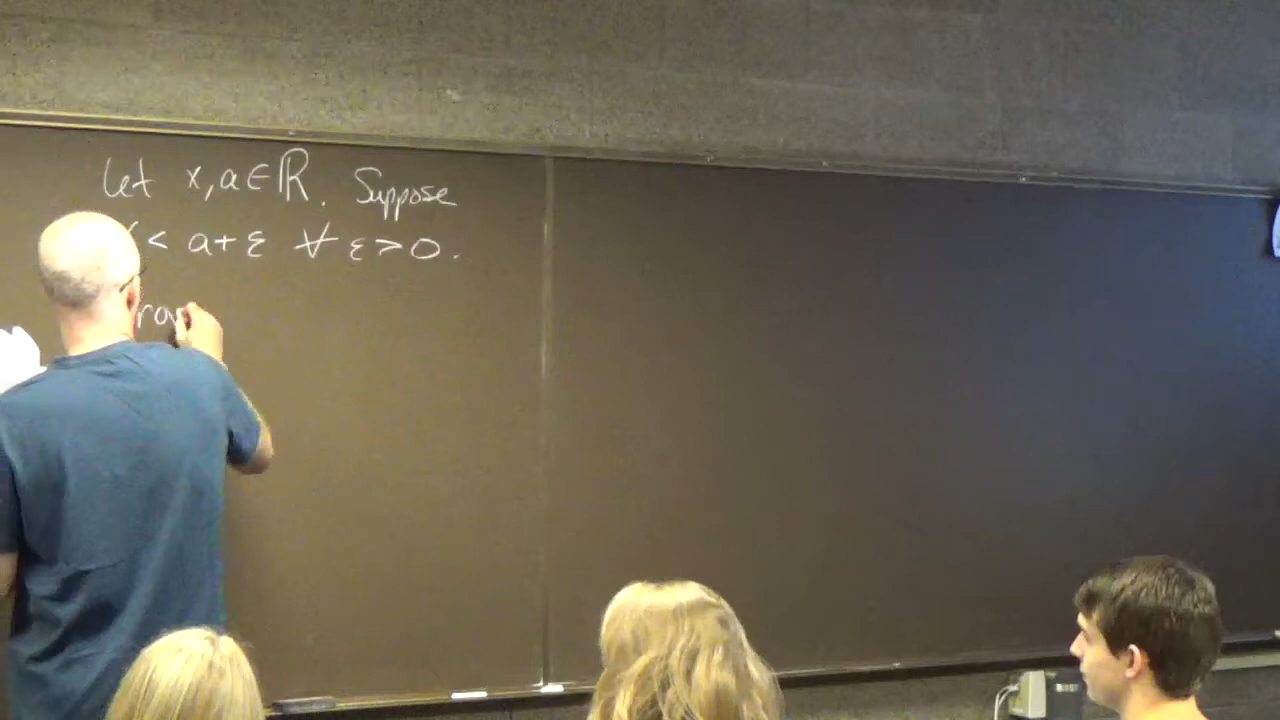 Let x, a ∈ ℝ. Suppose
< a + ε ∀ ε > 0.